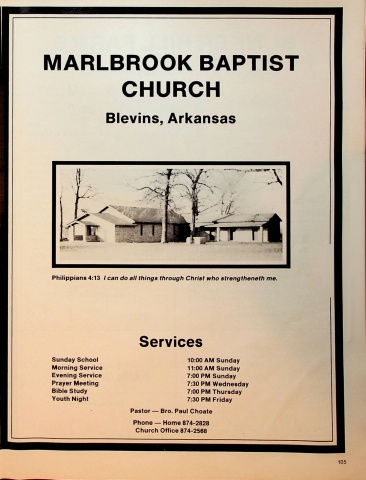 MARLBROOK BAPTIST
CHURCH
Blevins, Arkansas
Philippians 4:13 I can do all things through Christ who strengtheneth me.
Services
Sunday School 10:00 AM Sunday
Morning Service 11:00 AM Sunday
Evening Service 7:00 PM Sunday
Prayer Meeting 7:30 PM Wednesday
Bible Study 7:00 PM Thursday
Youth Night 7:30 PM Friday
Pastor — Bro. Paul Choate
Phone — Home 874-2828
Church Office 874-2568
105